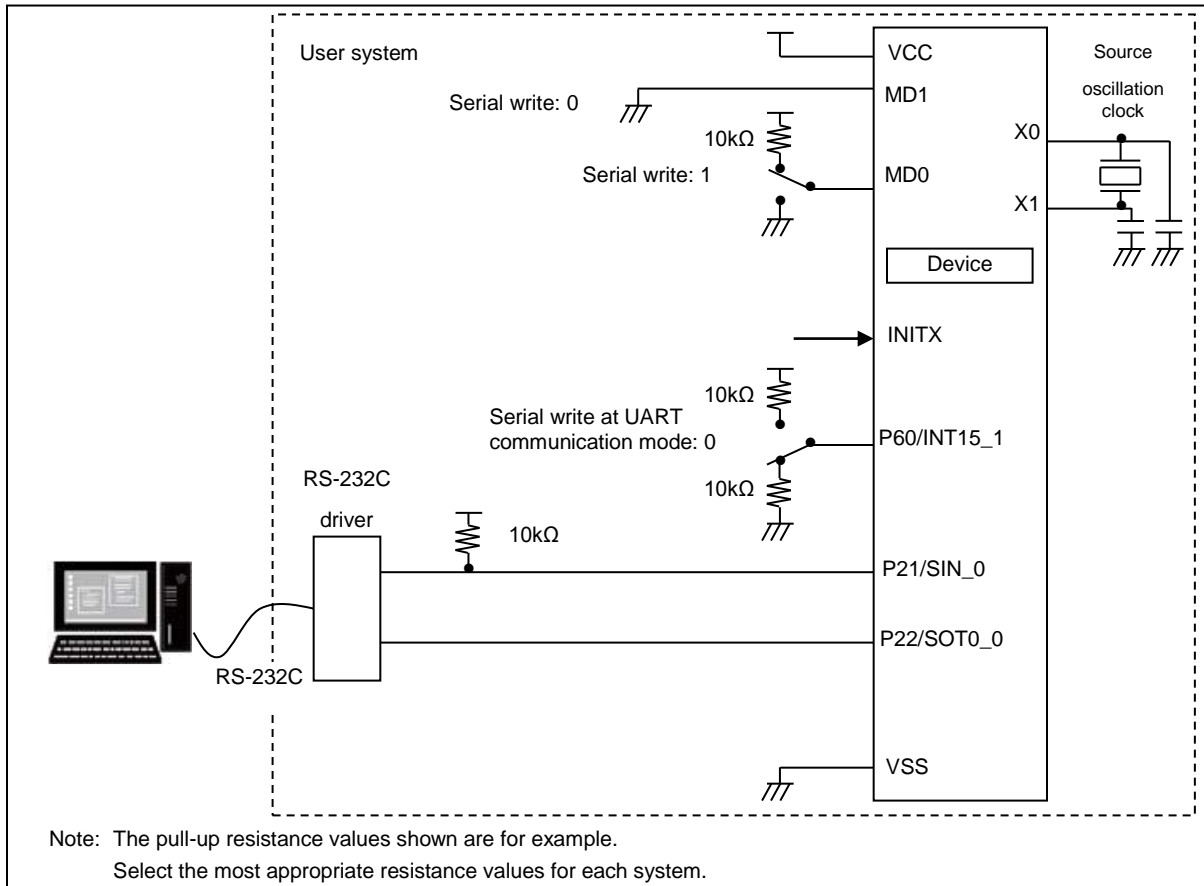 User system
VCC
Source
oscillation
clock
Serial write: 0
MD1
10kΩ
X0
Serial write: 1
MD0
X1
Device
INITX
10kΩ
Serial write at UART
communication mode: 0
P60/INT15_1
10kΩ
RS-232C
driver
10kΩ
P21/SIN_0
P22/SOT0_0
RS-232C
VSS
Note: The pull-up resistance values shown are for example.
Select the most appropriate resistance values for each system.